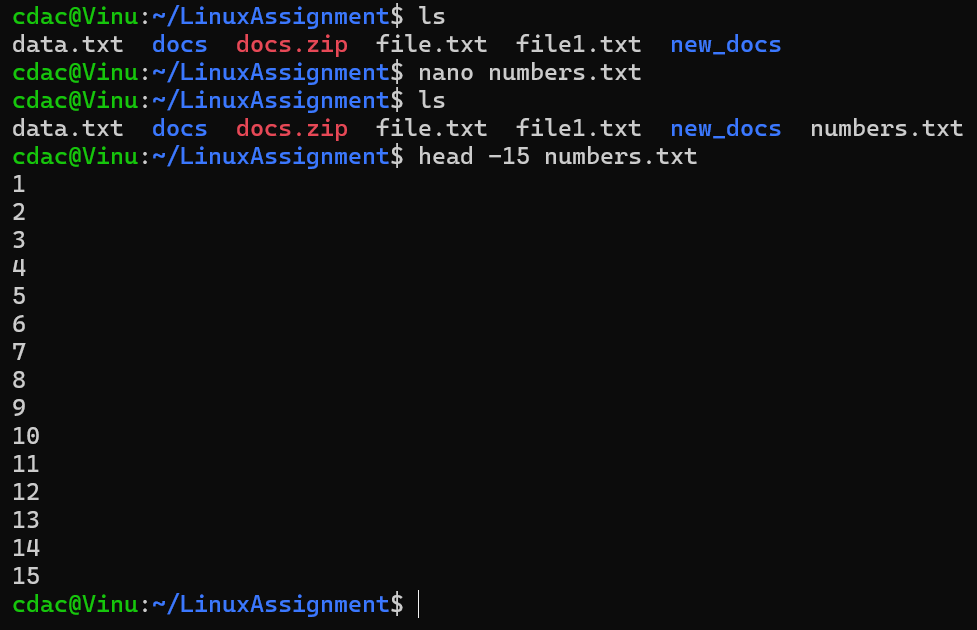 cdac@Vinu:~/LinuxAssignment$ ls
data.txt  docs  docs.zip  file.txt  file1.txt  new_docs
cdac@Vinu:~/LinuxAssignment$ nano numbers.txt
cdac@Vinu:~/LinuxAssignment$ ls
data.txt  docs  docs.zip  file.txt  file1.txt  new_docs  numbers.txt
cdac@Vinu:~/LinuxAssignment$ head -15 numbers.txt
1
2
3
4
5
6
7
8
9
10
11
12
13
14
15
cdac@Vinu:~/LinuxAssignment$